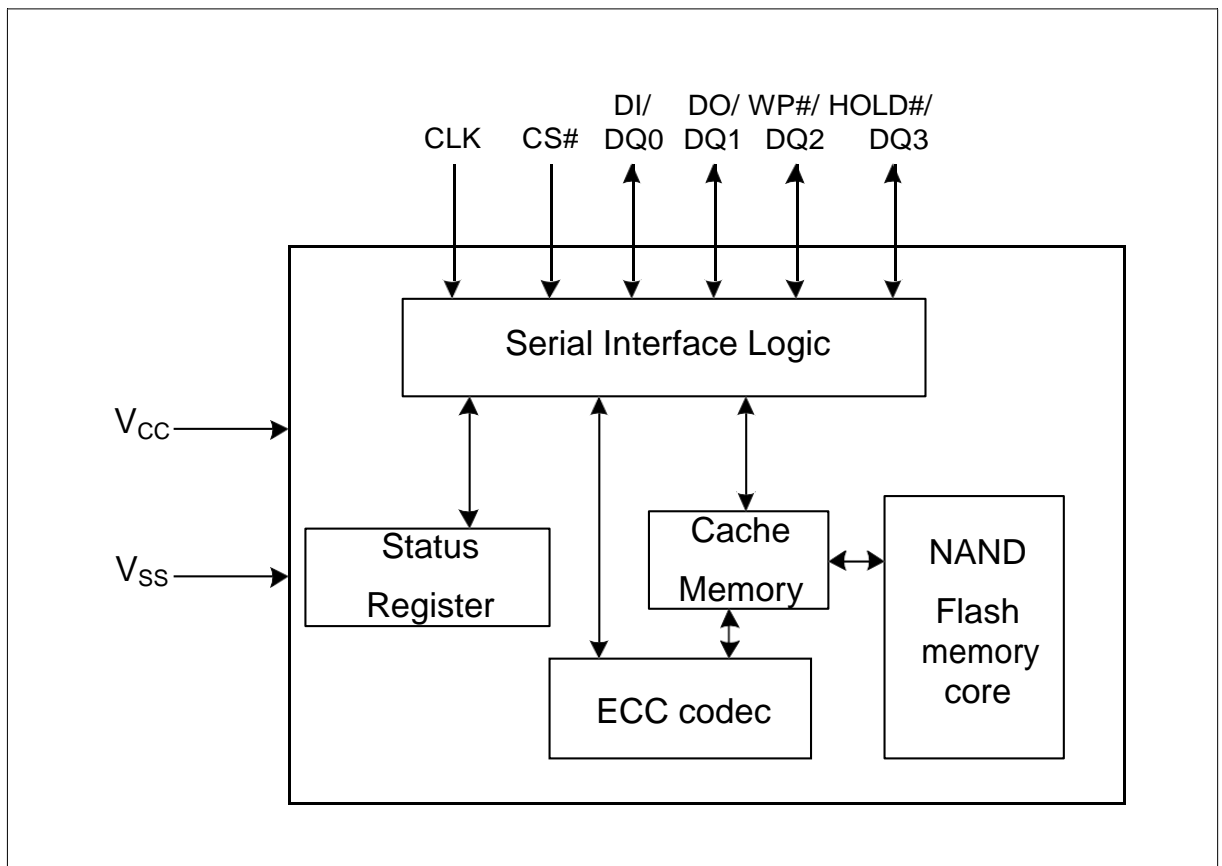 DI/ DO/ WP#/ HOLD#/
CLK CS# DQ0 DQ1 DQ2 DQ3
Serial Interface Logic
VCC
VSS
Status
Register
Cache
Memory
NAND
Flash
memory
core
ECC codec